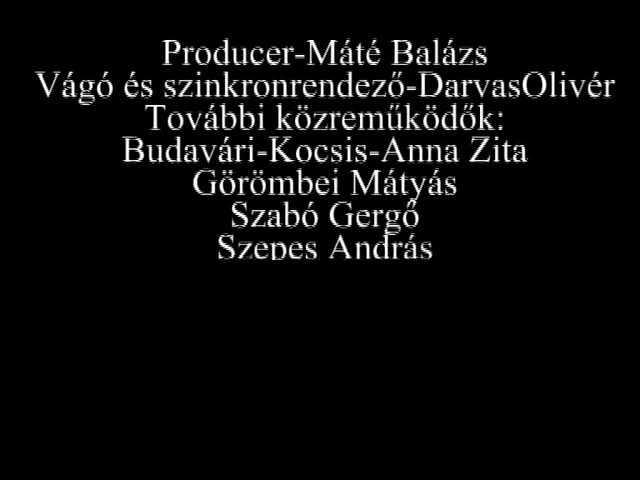 Producer-Máté Balázs
Vágó és szinkronrendező-DarvasOlivér
További közreműködők:
Budavári-Kocsis-Anna Zita
Görömbei Mátyás
Szabó Gergő
Szepes András